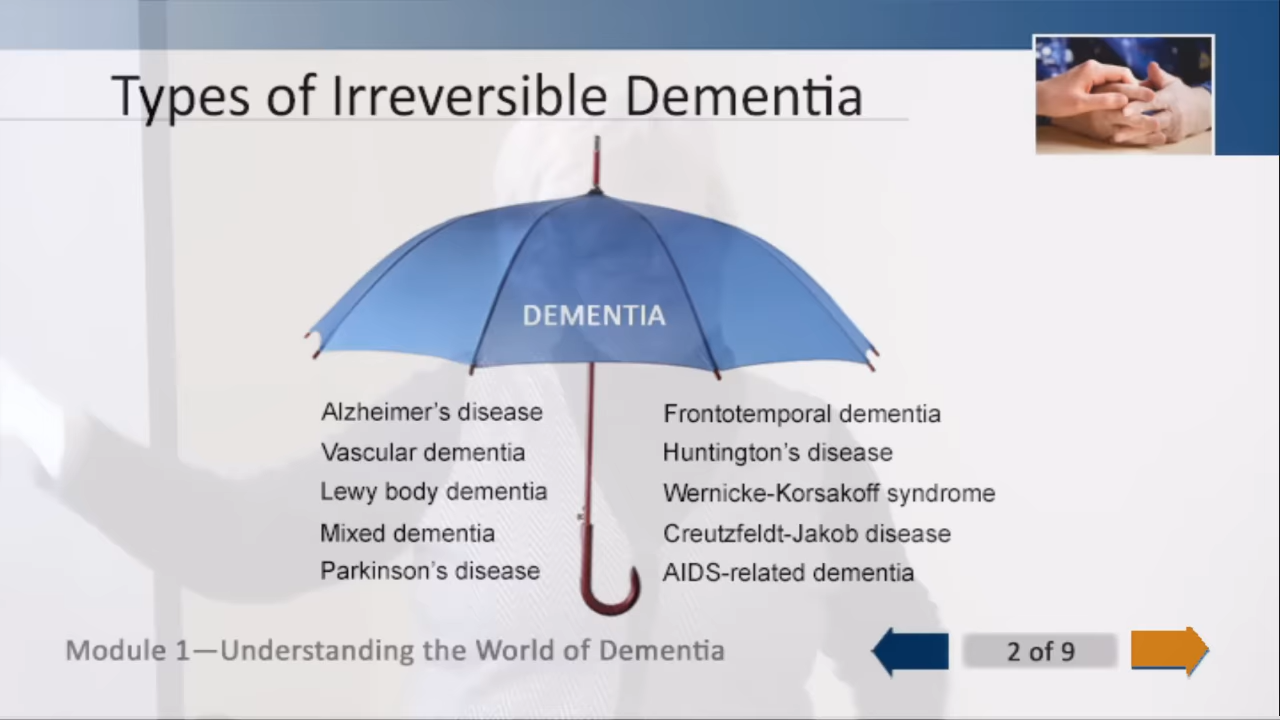 Types of Irreversible Dementia
DEMENTIA
Alzheimer's disease
Vascular dementia
Lewy body dementia
Mixed dementia
Parkinson's disease
Frontotemporal dementia
Huntington's disease
Wernicke-Korsakoff syndrome
Creutzfeldt-Jakob disease
AIDS-related dementia
Module 1—Understanding the World of Dementia
2 of 9